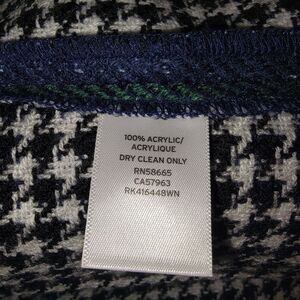 100% ACRYLIC/
ACRYLIQUE
DRY CLEAN ONLY
RN58665
CA57963
RK416448WN